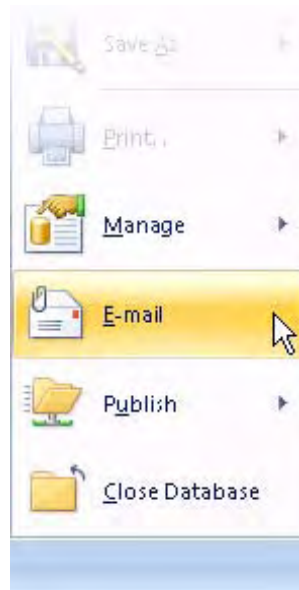 Save As
Print...
Manage
E-mail
Publish
Close Database